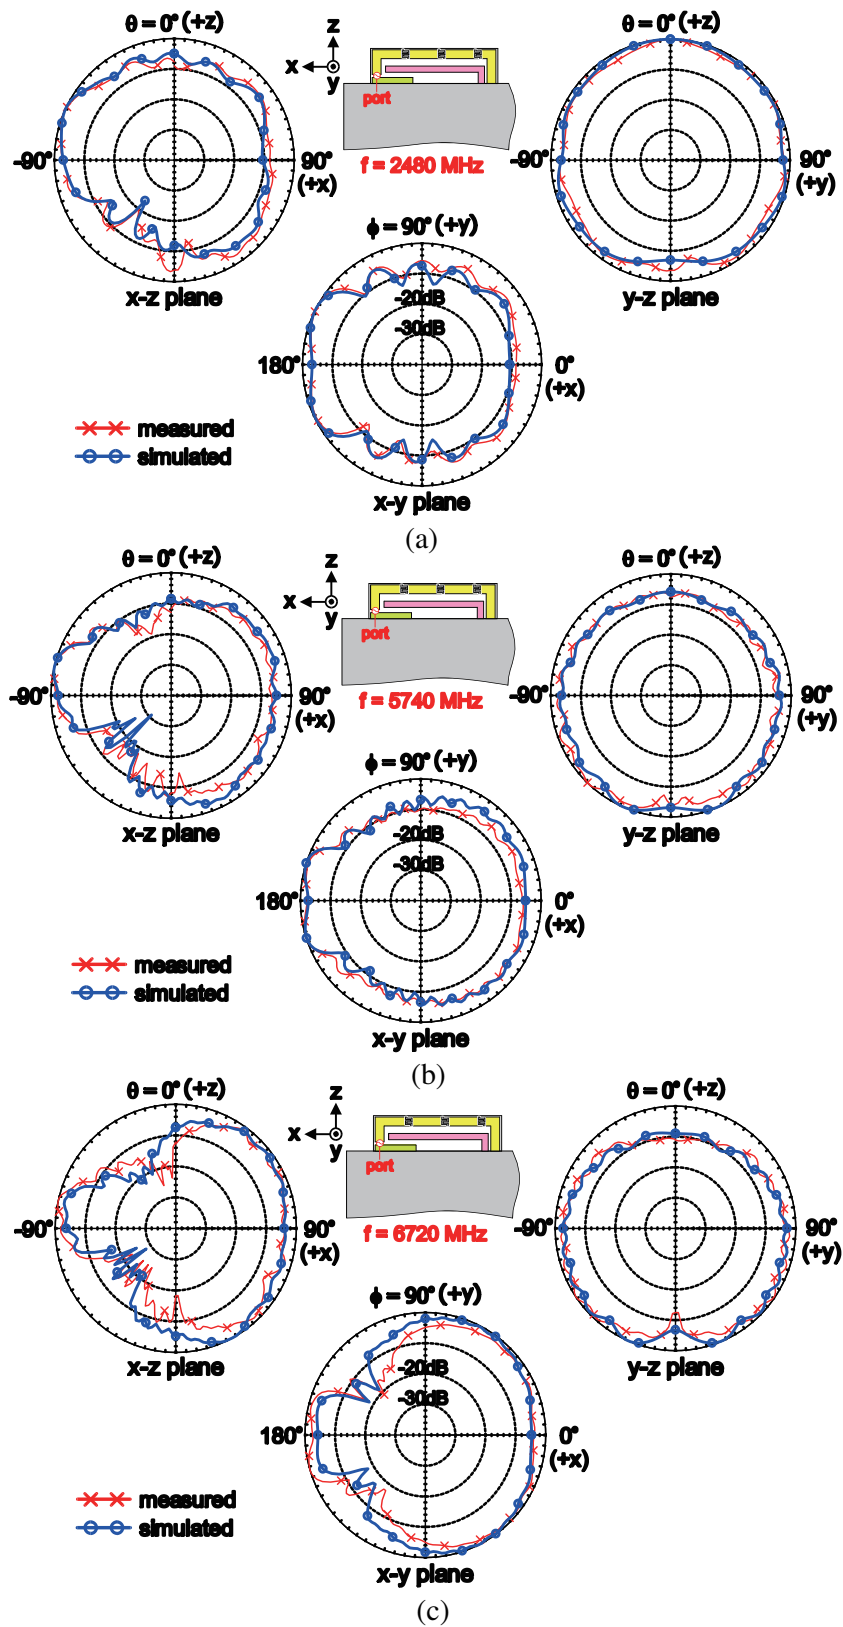 θ = 0° (+z)
z
x
y
port
f = 2480 MHz
-90°
90°
(+x)
x-z plane
θ = 0° (+z)
-90°
90°
(+y)
y-z plane
ϕ = 90° (+y)
-20dB
-30dB
180°
0°
(+x)
x-y plane
measured
simulated
(a)
θ = 0° (+z)
z
x
y
port
f = 5740 MHz
-90°
90°
(+x)
x-z plane
θ = 0° (+z)
-90°
90°
(+y)
y-z plane
ϕ = 90° (+y)
-20dB
-30dB
180°
0°
(+x)
x-y plane
measured
simulated
(b)
θ = 0° (+z)
z
x
y
port
f = 6720 MHz
-90°
90°
(+x)
x-z plane
θ = 0° (+z)
-90°
90°
(+y)
y-z plane
ϕ = 90° (+y)
-20dB
-30dB
180°
0°
(+x)
x-y plane
measured
simulated
(c)